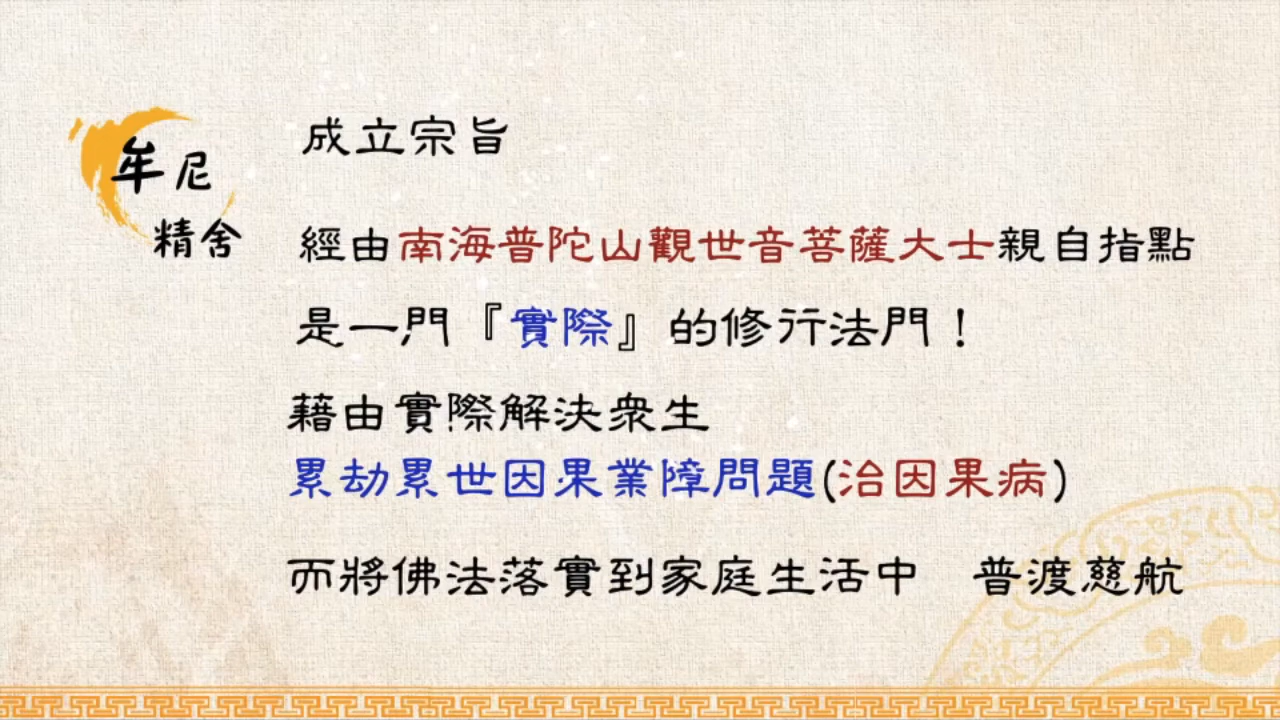 牟尼
精舍
成立宗旨
經由南海普陀山觀世音菩薩大士親自指點
是一門『實際』的修行法門！
藉由實際解決衆生
累劫累世因果業障問題(治因果病)
而將佛法落實到家庭生活中　普渡慈航